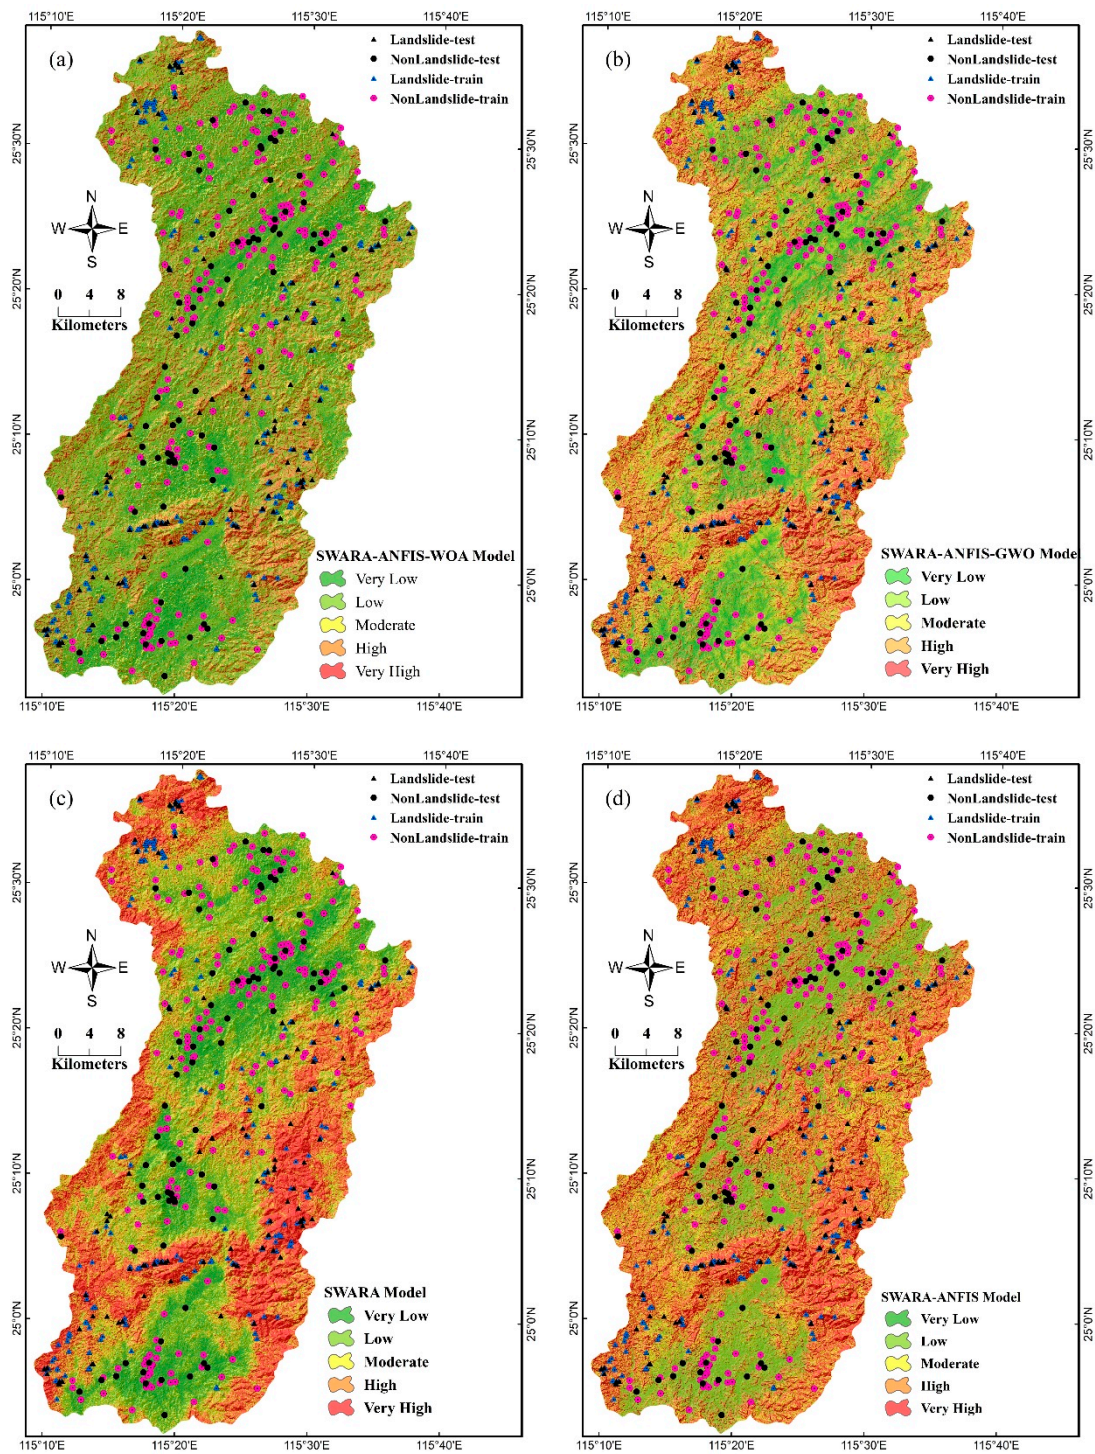 115°10'E 115°20'E 115°30'E 115°40'E
(a)
Landslide-test
NonLandslide-test
Landslide-train
NonLandslide-train
25°30'N 25°30'N
N
W E
S
25°20'N 25°20'N
0 4 8
Kilometers
25°10'N 25°10'N
SWARA-ANFIS-WOA Model
Very Low
Low
Moderate
High
Very High
25°0'N 25°0'N
115°10'E 115°20'E 115°30'E 115°40'E
115°10'E 115°20'E 115°30'E 115°40'E
(b)
Landslide-test
NonLandslide-test
Landslide-train
NonLandslide-train
25°30'N 25°30'N
N
W E
S
25°20'N 25°20'N
0 4 8
Kilometers
25°10'N 25°10'N
SWARA-ANFIS-GWO Model
Very Low
Low
Moderate
High
Very High
25°0'N 25°0'N
115°10'E 115°20'E 115°30'E 115°40'E
115°10'E 115°20'E 115°30'E 115°40'E
(c)
Landslide-test
NonLandslide-test
Landslide-train
NonLandslide-train
25°30'N 25°30'N
N
W E
S
25°20'N 25°20'N
0 4 8
Kilometers
25°10'N 25°10'N
SWARA Model
Very Low
Low
Moderate
High
Very High
25°0'N 25°0'N
115°10'E 115°20'E 115°30'E 115°40'E
115°10'E 115°20'E 115°30'E 115°40'E
(d)
Landslide-test
NonLandslide-test
Landslide-train
NonLandslide-train
25°30'N 25°30'N
N
W E
S
25°20'N 25°20'N
0 4 8
Kilometers
25°10'N 25°10'N
SWARA-ANFIS Model
Very Low
Low
Moderate
High
Very High
25°0'N 25°0'N
115°10'E 115°20'E 115°30'E 115°40'E